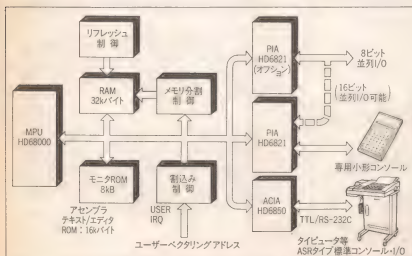 リフレッシュ
制御
RAM
32kバイト
メモリ分割
制御
MPU
HD68000
モニタROM
8kB
割込み
制御
アセンブラ
テキスト/エディタ
ROM:16kバイト
USER
IRQ
ユーザーベクタリングアドレス
PIA
HD6821
(オプション)
8ビット
並列I/O
16ビット
並列I/O可能
PIA
HD6821
専用小形コンソール
ACIA
HD6850
TTL/RS-232C
タイピュータ等
ASRタイプ標準コンソール・I/O